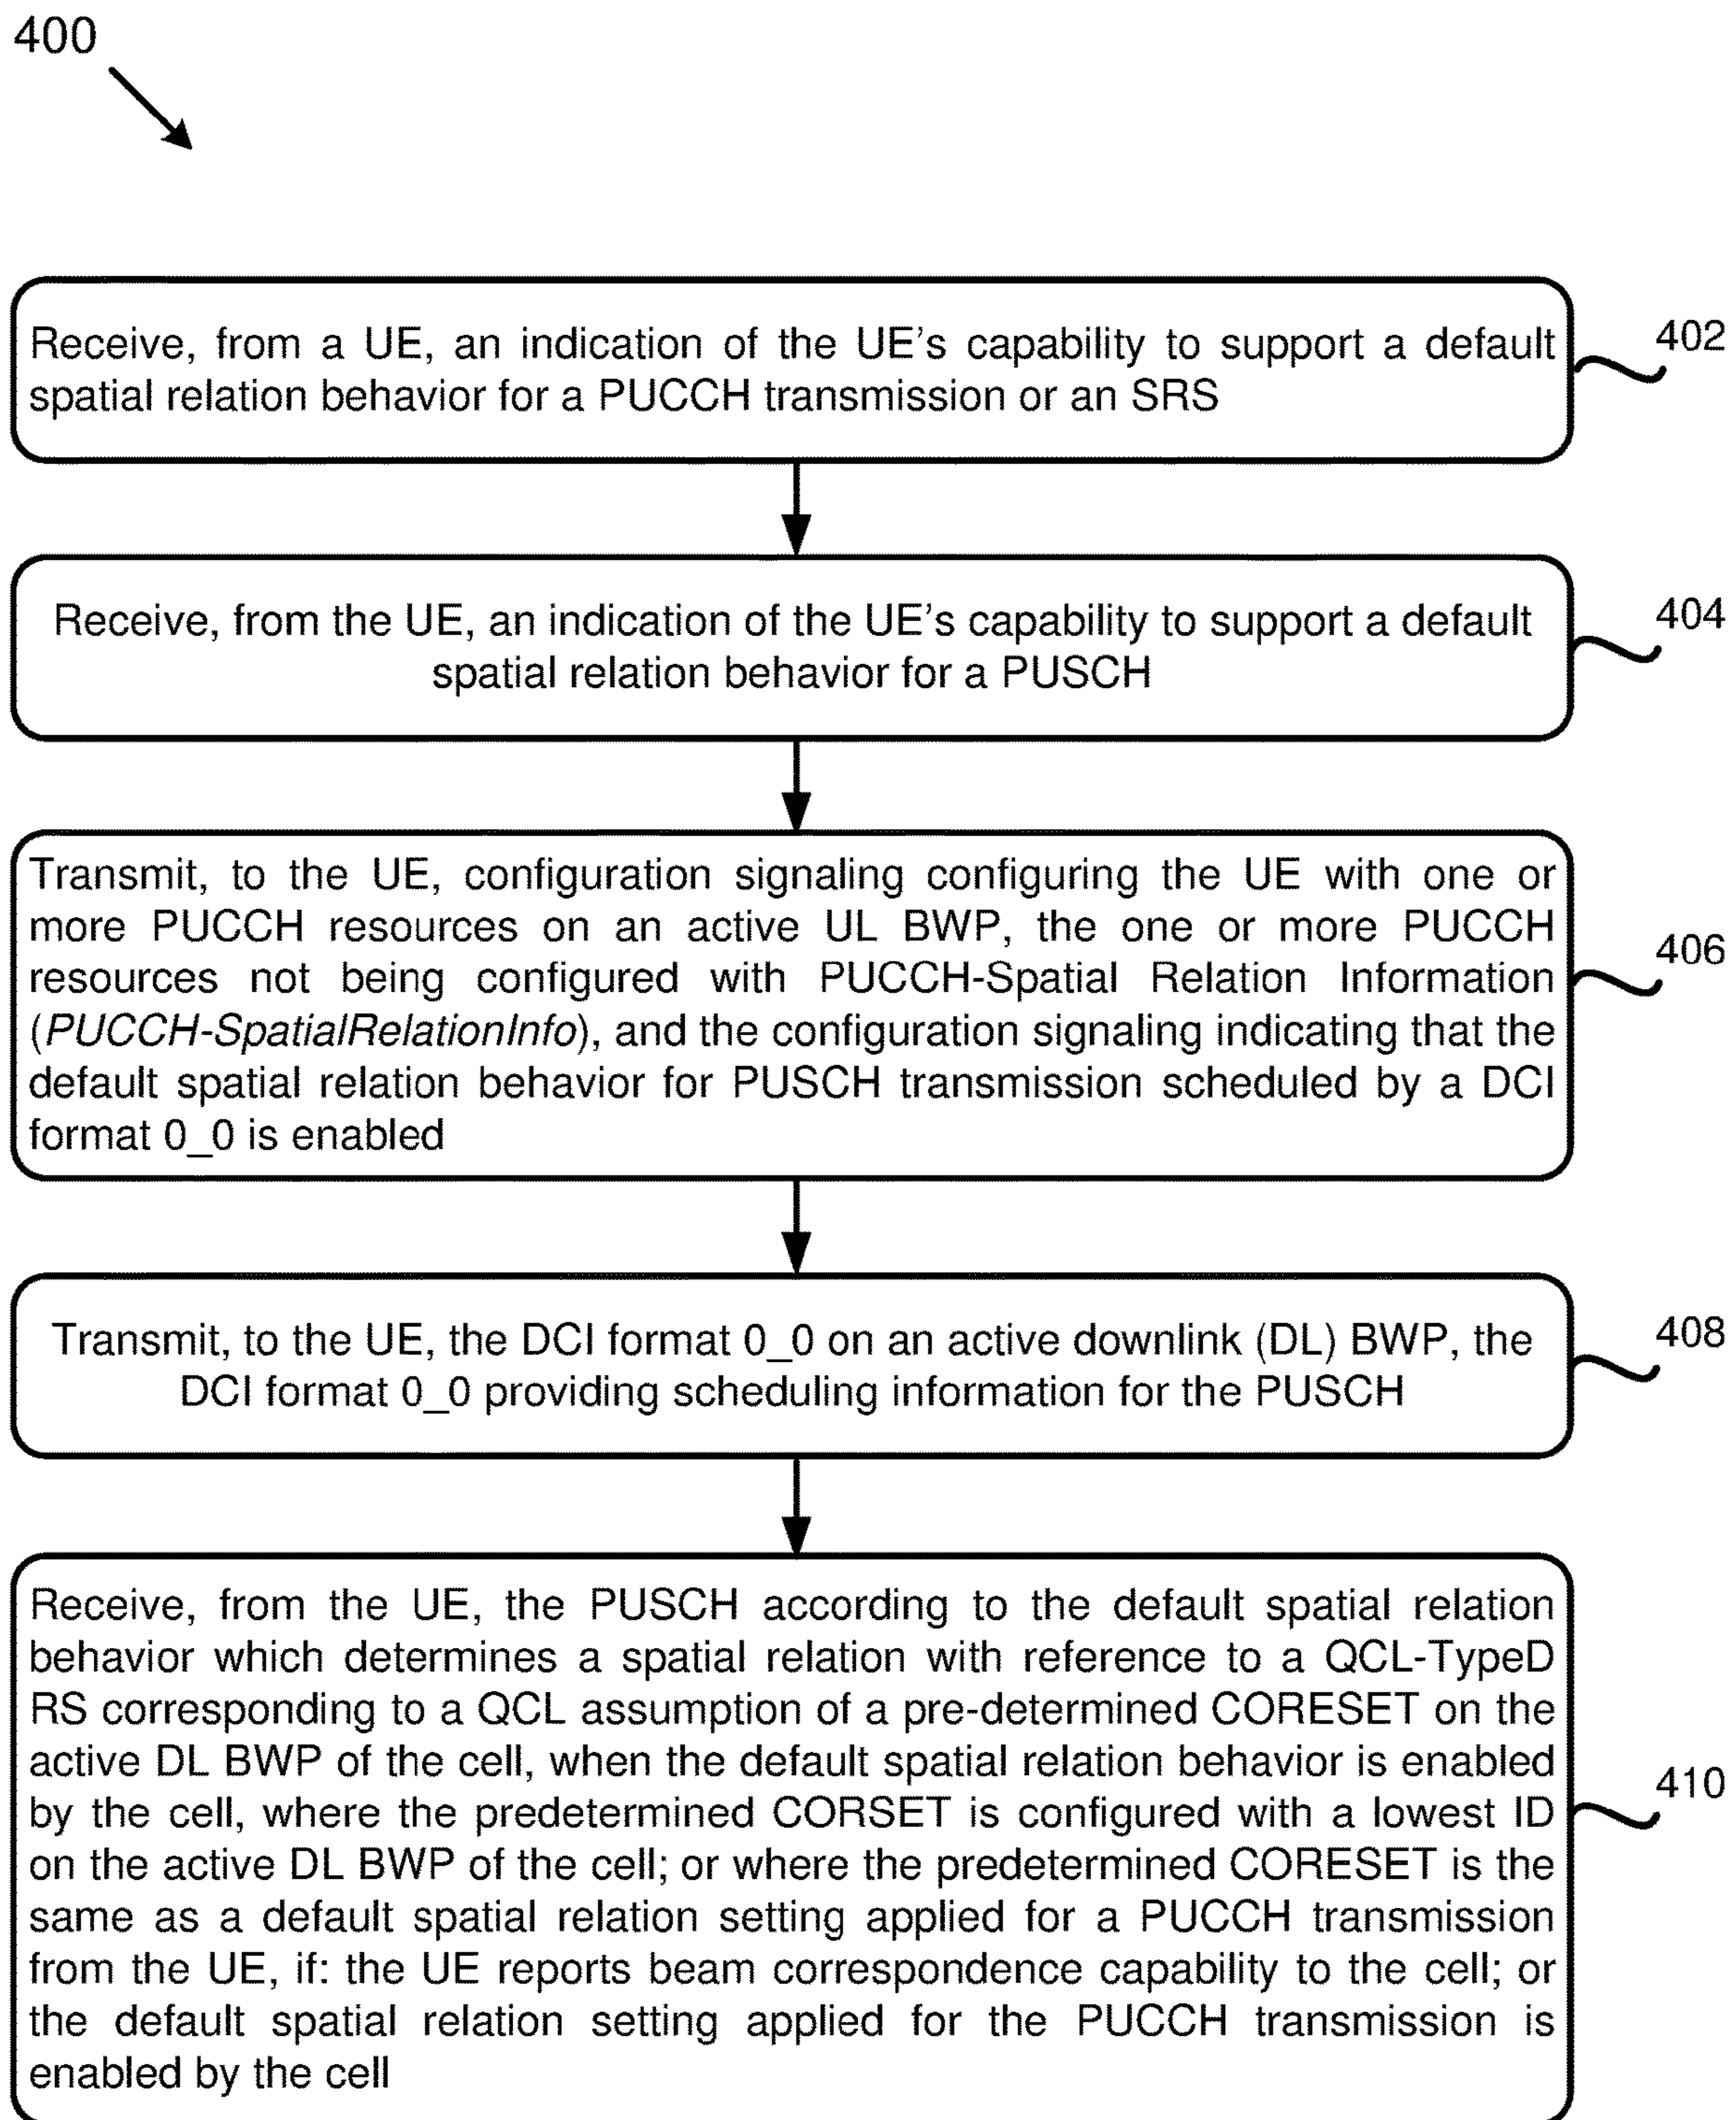 400
Receive, from a UE, an indication of the UE's capability to support a default
spatial relation behavior for a PUCCH transmission or an SRS
402
Receive, from the UE, an indication of the UE's capability to support a default
spatial relation behavior for a PUSCH
404
Transmit, to the UE, configuration signaling configuring the UE with one or
more PUCCH resources on an active UL BWP, the one or more PUCCH
resources not being configured with PUCCH-Spatial Relation Information
(PUCCH-SpatialRelationInfo), and the configuration signaling indicating that the
default spatial relation behavior for PUSCH transmission scheduled by a DCI
format 0_0 is enabled
406
Transmit, to the UE, the DCI format 0_0 on an active downlink (DL) BWP, the
DCI format 0_0 providing scheduling information for the PUSCH
408
Receive, from the UE, the PUSCH according to the default spatial relation
behavior which determines a spatial relation with reference to a QCL-TypeD
RS corresponding to a QCL assumption of a pre-determined CORESET on the
active DL BWP of the cell, when the default spatial relation behavior is enabled
by the cell, where the predetermined CORSET is configured with a lowest ID
on the active DL BWP of the cell; or where the predetermined CORESET is the
same as a default spatial relation setting applied for a PUCCH transmission
from the UE, if: the UE reports beam correspondence capability to the cell; or
the default spatial relation setting applied for the PUCCH transmission is
enabled by the cell
410